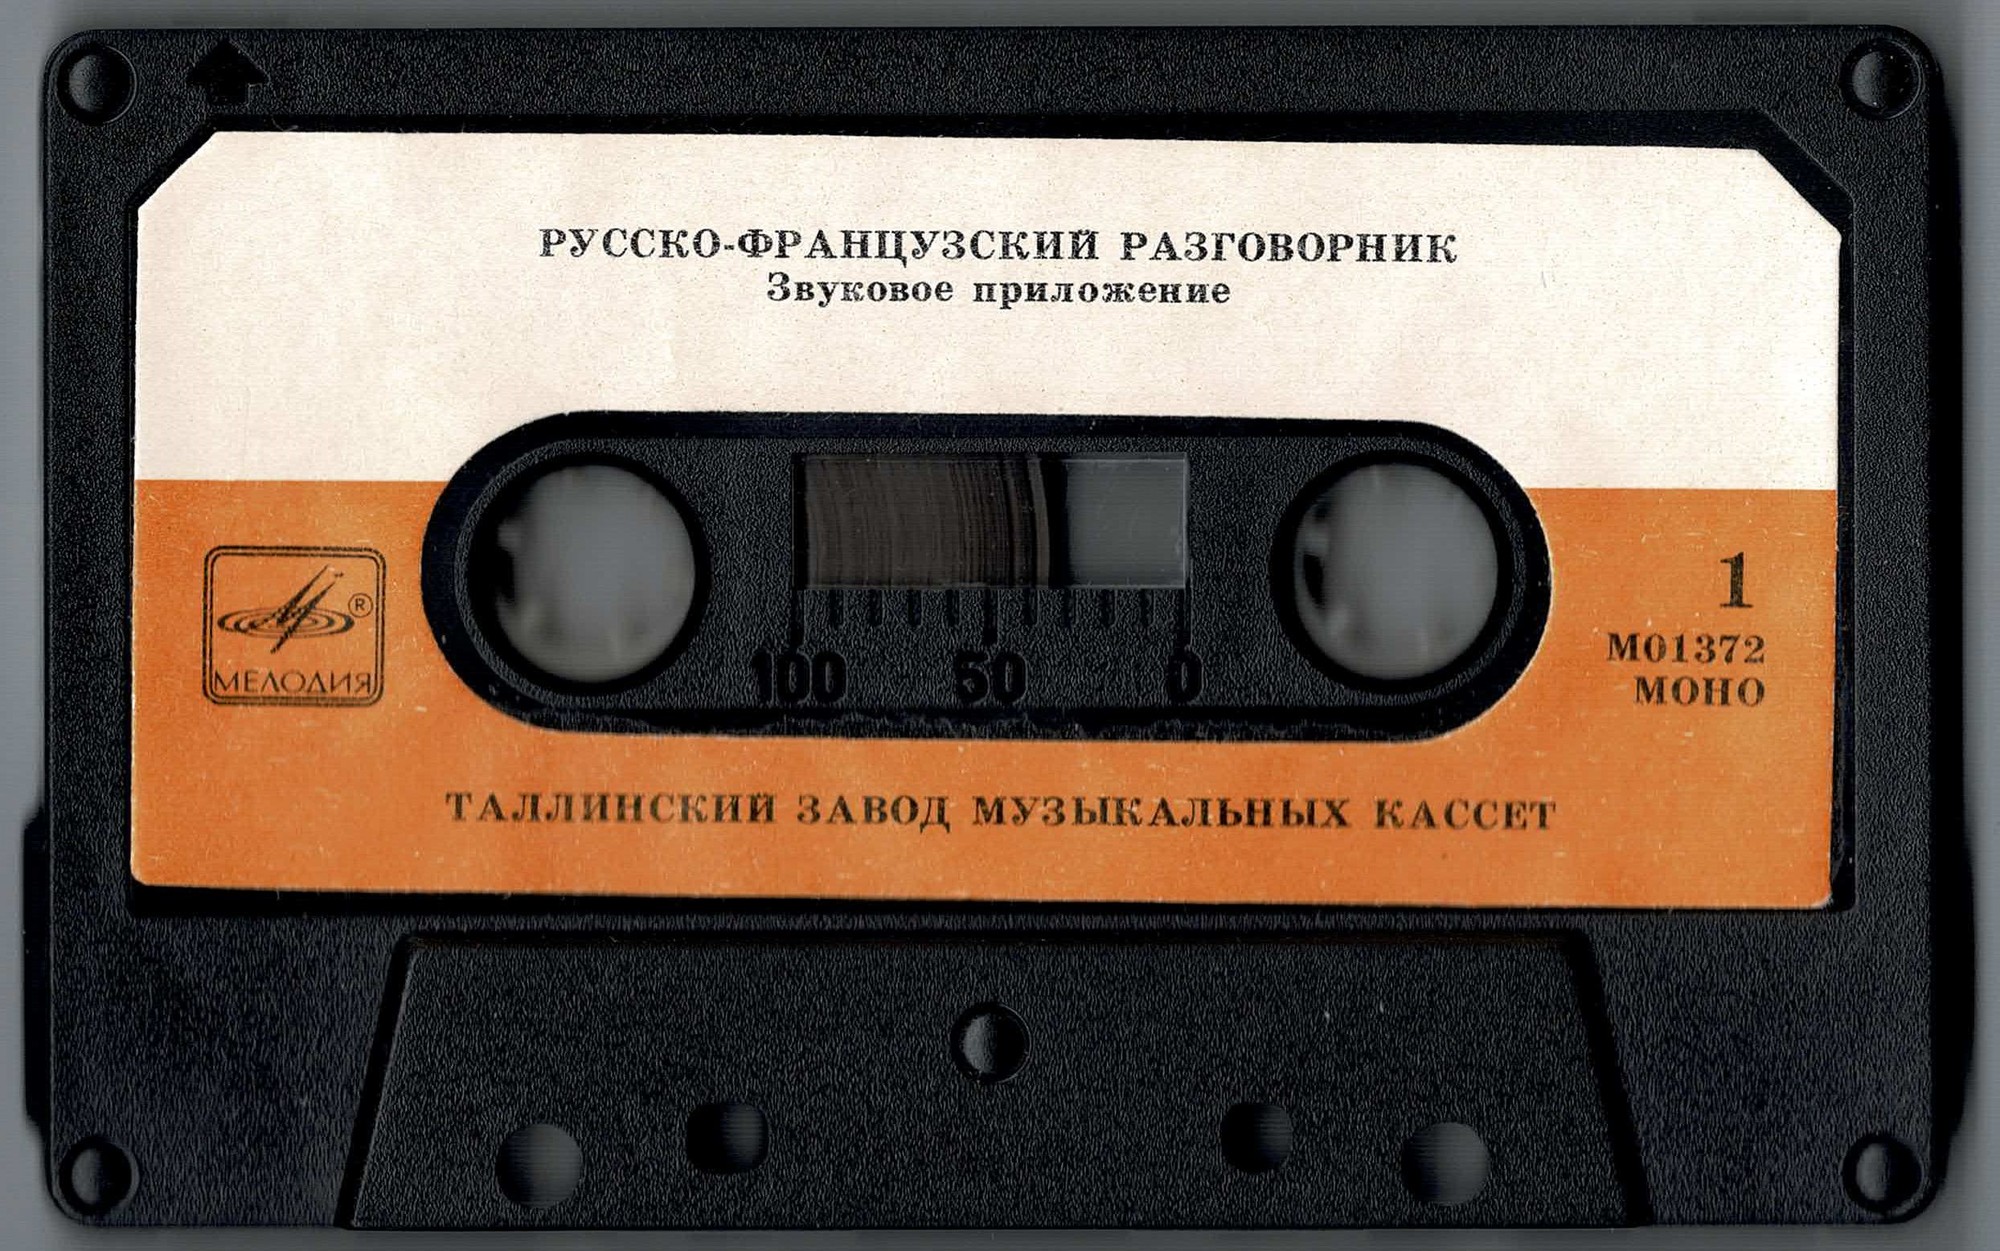 РУССКО-ФРАНЦУЗСКИЙ РАЗГОВОРНИК
Звуковое приложение
®
МЕЛОДИЯ
1
М01372
МОНО
100 50 0
ТАЛЛИНСКИЙ ЗАВОД МУЗЫКАЛЬНЫХ КАССЕТ